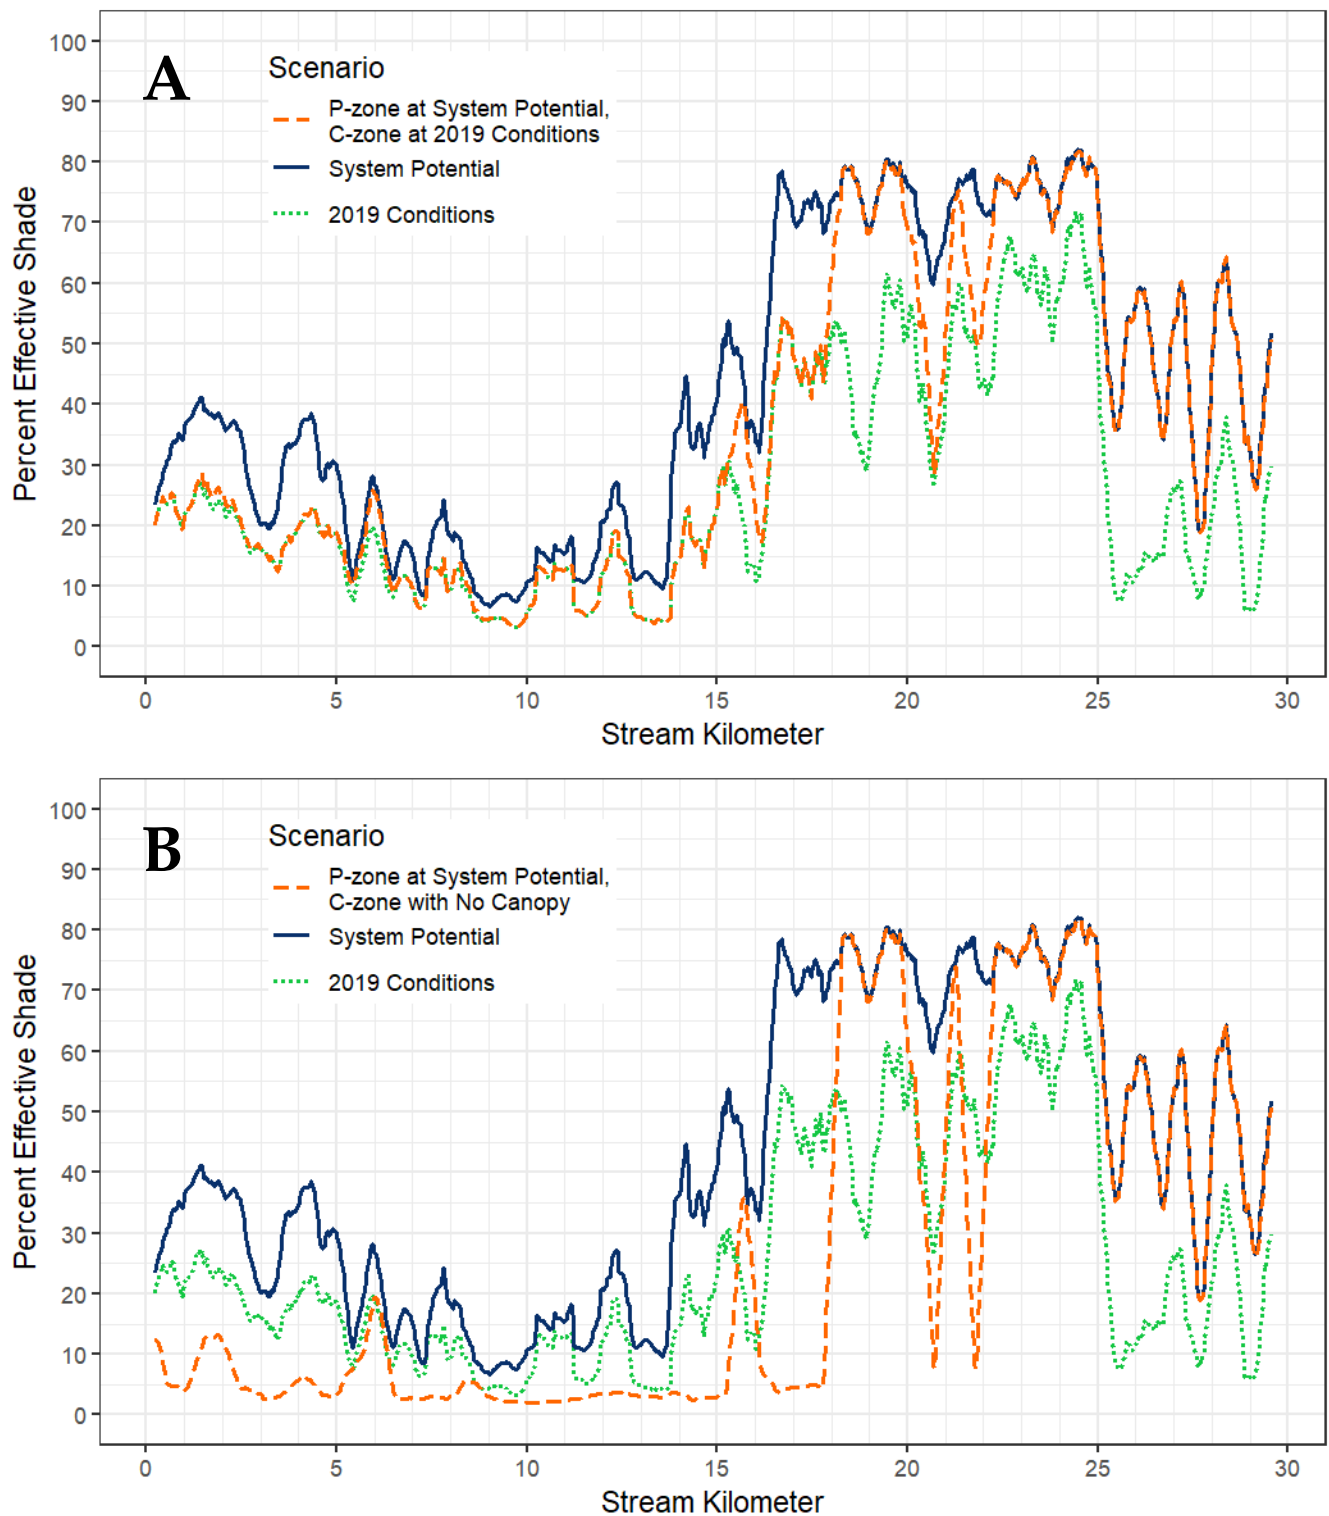 A
Scenario
P-zone at System Potential,
C-zone at 2019 Conditions
System Potential
2019 Conditions
Percent Effective Shade
100
90
80
70
60
50
40
30
20
10
0
0 5 10 15 20 25 30
Stream Kilometer
B
Scenario
P-zone at System Potential,
C-zone with No Canopy
System Potential
2019 Conditions
Percent Effective Shade
100
90
80
70
60
50
40
30
20
10
0
0 5 10 15 20 25 30
Stream Kilometer